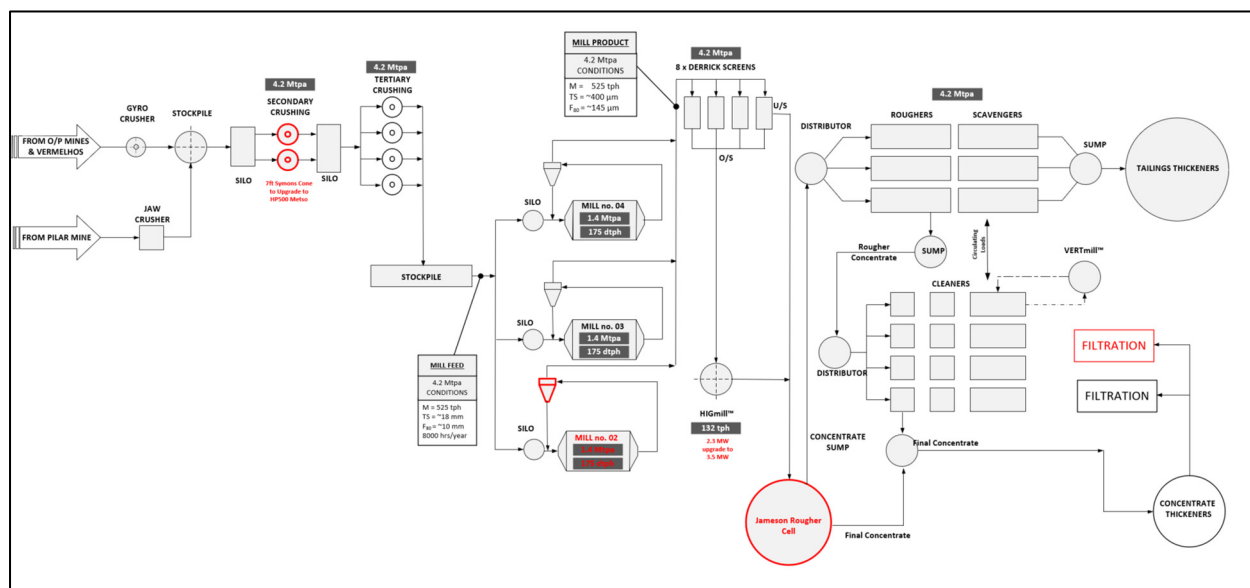 MILL PRODUCT
4.2 Mtpa
CONDITIONS
M = 525 tph
TS = ~400 µm
F80 = ~145 µm
4.2 Mtpa
8 x DERRICK SCREENS
U/S
O/S
4.2 Mtpa
TERTIARY
CRUSHING
4.2 Mtpa
SECONDARY
CRUSHING
GYRO
CRUSHER
STOCKPILE
FROM O/P MINES
& VERMELHOS
SILO
SILO
7ft Symons Cone
to Upgrade to
HP500 Metso
JAW
CRUSHER
FROM PILAR MINE
STOCKPILE
MILL FEED
4.2 Mtpa
CONDITIONS
M = 525 tph
TS = ~18 mm
F80 = ~10 mm
8000 hrs/year
SILO
MILL no. 04
1.4 Mtpa
175 dtph
SILO
MILL no. 03
1.4 Mtpa
175 dtph
SILO
MILL no. 02
1.4 Mtpa
175 dtph
HIGmill™
132 tph
2.3 MW
upgrade to
3.5 MW
Jameson Rougher
Cell
Final Concentrate
4.2 Mtpa
DISTRIBUTOR
ROUGHERS
SCAVENGERS
SUMP
TAILINGS THICKENERS
Rougher
Concentrate
SUMP
Circulating
Loads
VERTmill™
CLEANERS
DISTRIBUTOR
CONCENTRATE
SUMP
Final Concentrate
FILTRATION
FILTRATION
CONCENTRATE
THICKENERS